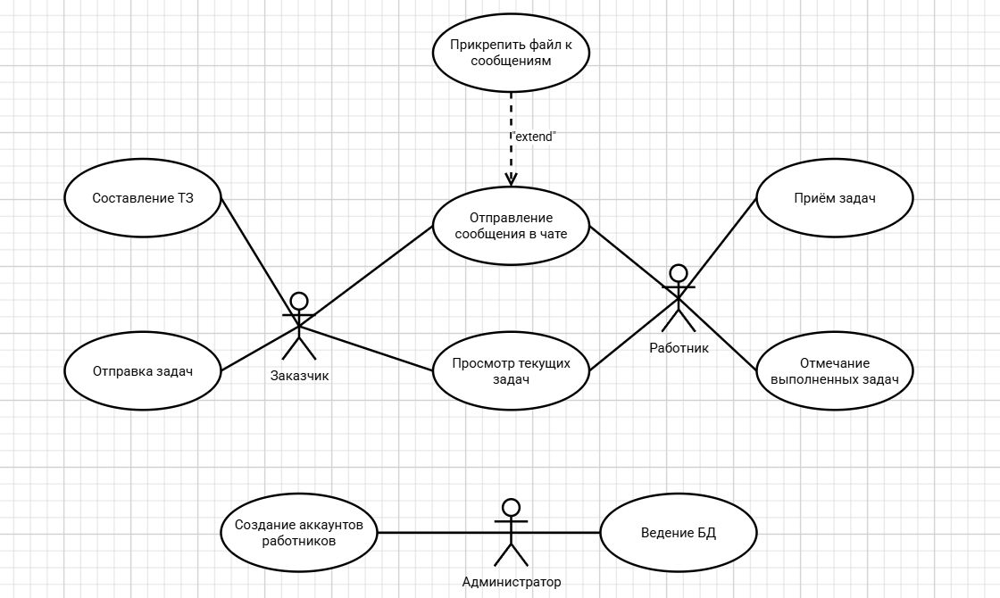 Прикрепить файл к
сообщениям
"extend"
Составление ТЗ
Отправление
сообщения в чате
Приём задач
Работник
Заказчик
Отправка задач
Просмотр текущих
задач
Отмечание
выполненных задач
Создание аккаунтов
работников
Ведение БД
Администратор